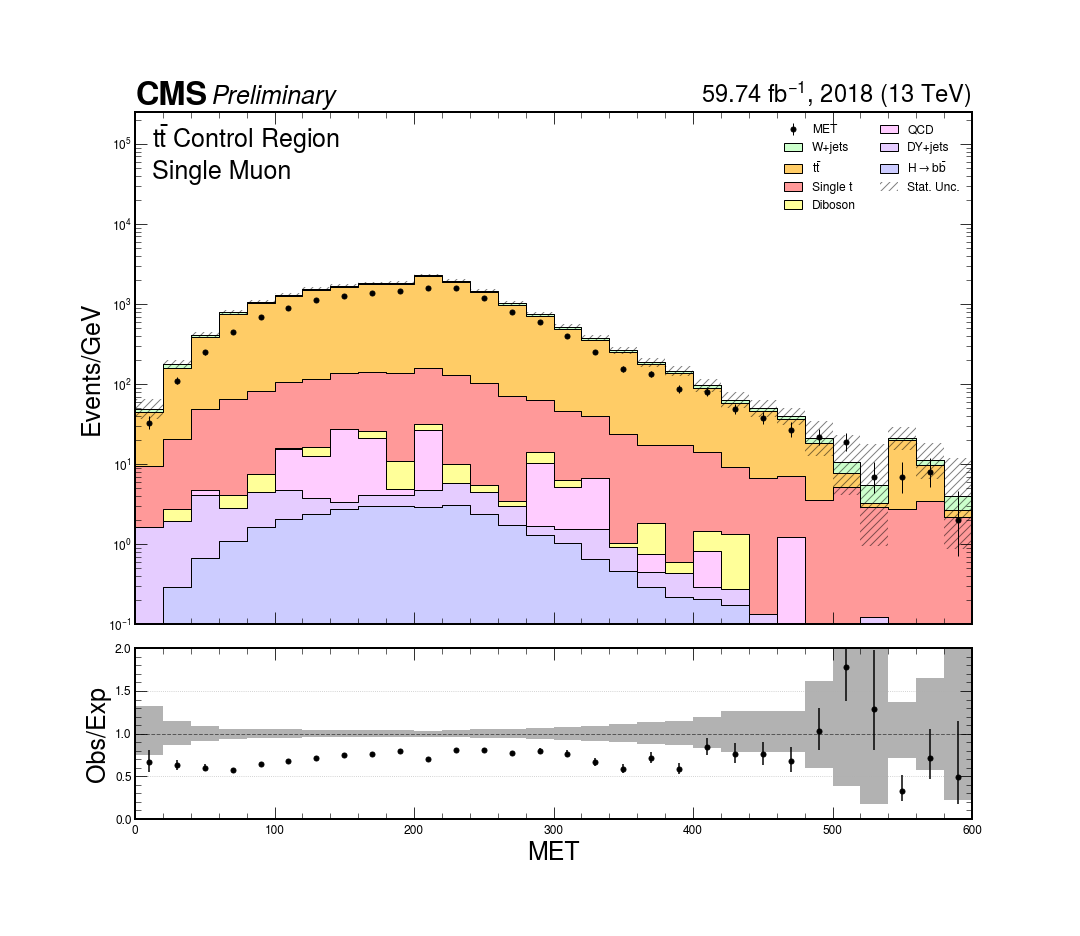 CMS Preliminary
59.74 fb⁻¹, 2018 (13 TeV)
tt̄ Control Region
Single Muon
MET
W+jets
tt̄
Single t
Diboson
QCD
DY+jets
H→bb̄
Stat. Unc.
Events/GeV
10⁵
10⁴
10³
10²
10¹
10⁰
10⁻¹
Obs/Exp
2.0
1.5
1.0
0.5
0.0
0 100 200 300 400 500 600
MET